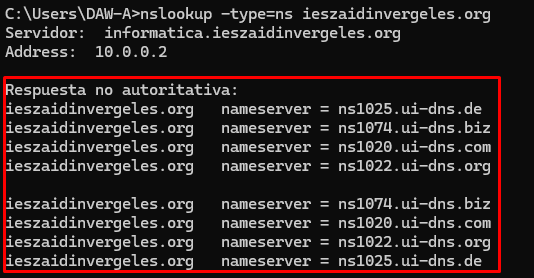 C:\Users\DAW-A>nslookup -type=ns ieszaidinvergeles.org
Servidor:  informatica.ieszaidinvergeles.org
Address:  10.0.0.2
Respuesta no autoritativa:
ieszaidinvergeles.org   nameserver = ns1025.ui-dns.de
ieszaidinvergeles.org   nameserver = ns1074.ui-dns.biz
ieszaidinvergeles.org   nameserver = ns1020.ui-dns.com
ieszaidinvergeles.org   nameserver = ns1022.ui-dns.org
ieszaidinvergeles.org   nameserver = ns1074.ui-dns.biz
ieszaidinvergeles.org   nameserver = ns1020.ui-dns.com
ieszaidinvergeles.org   nameserver = ns1022.ui-dns.org
ieszaidinvergeles.org   nameserver = ns1025.ui-dns.de